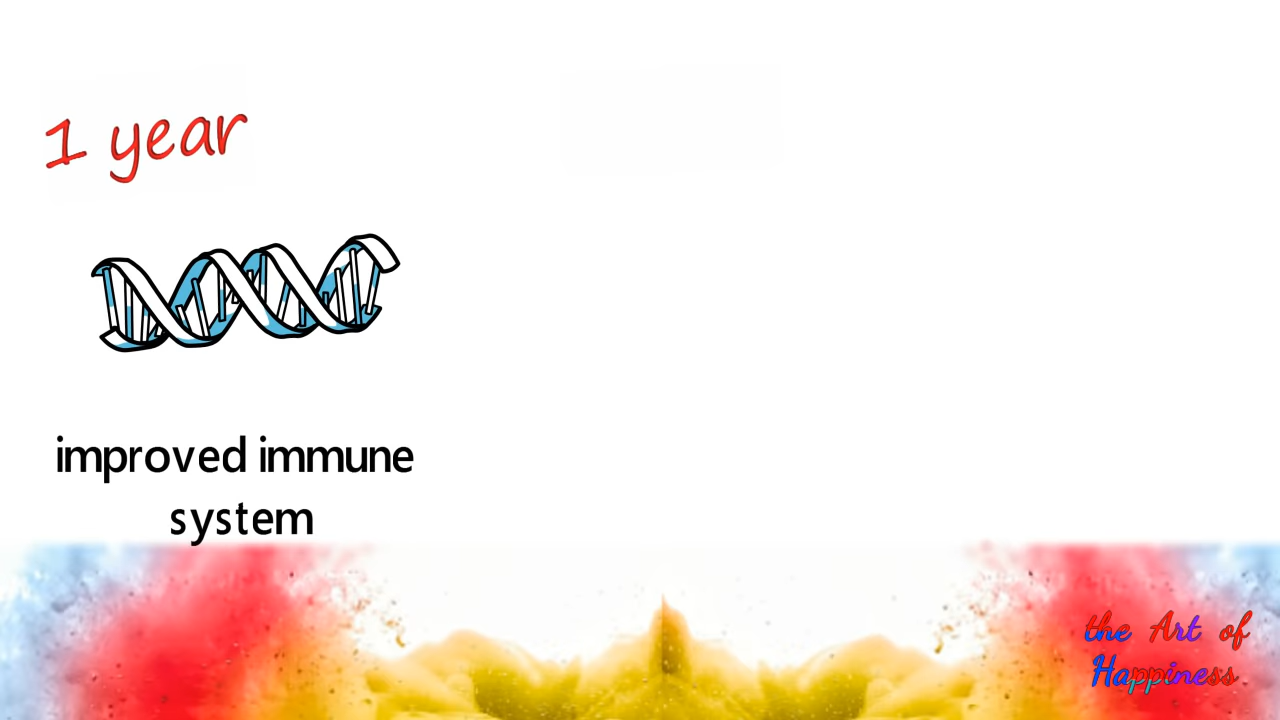 1 year
improved immune
system
the Art of
Happiness